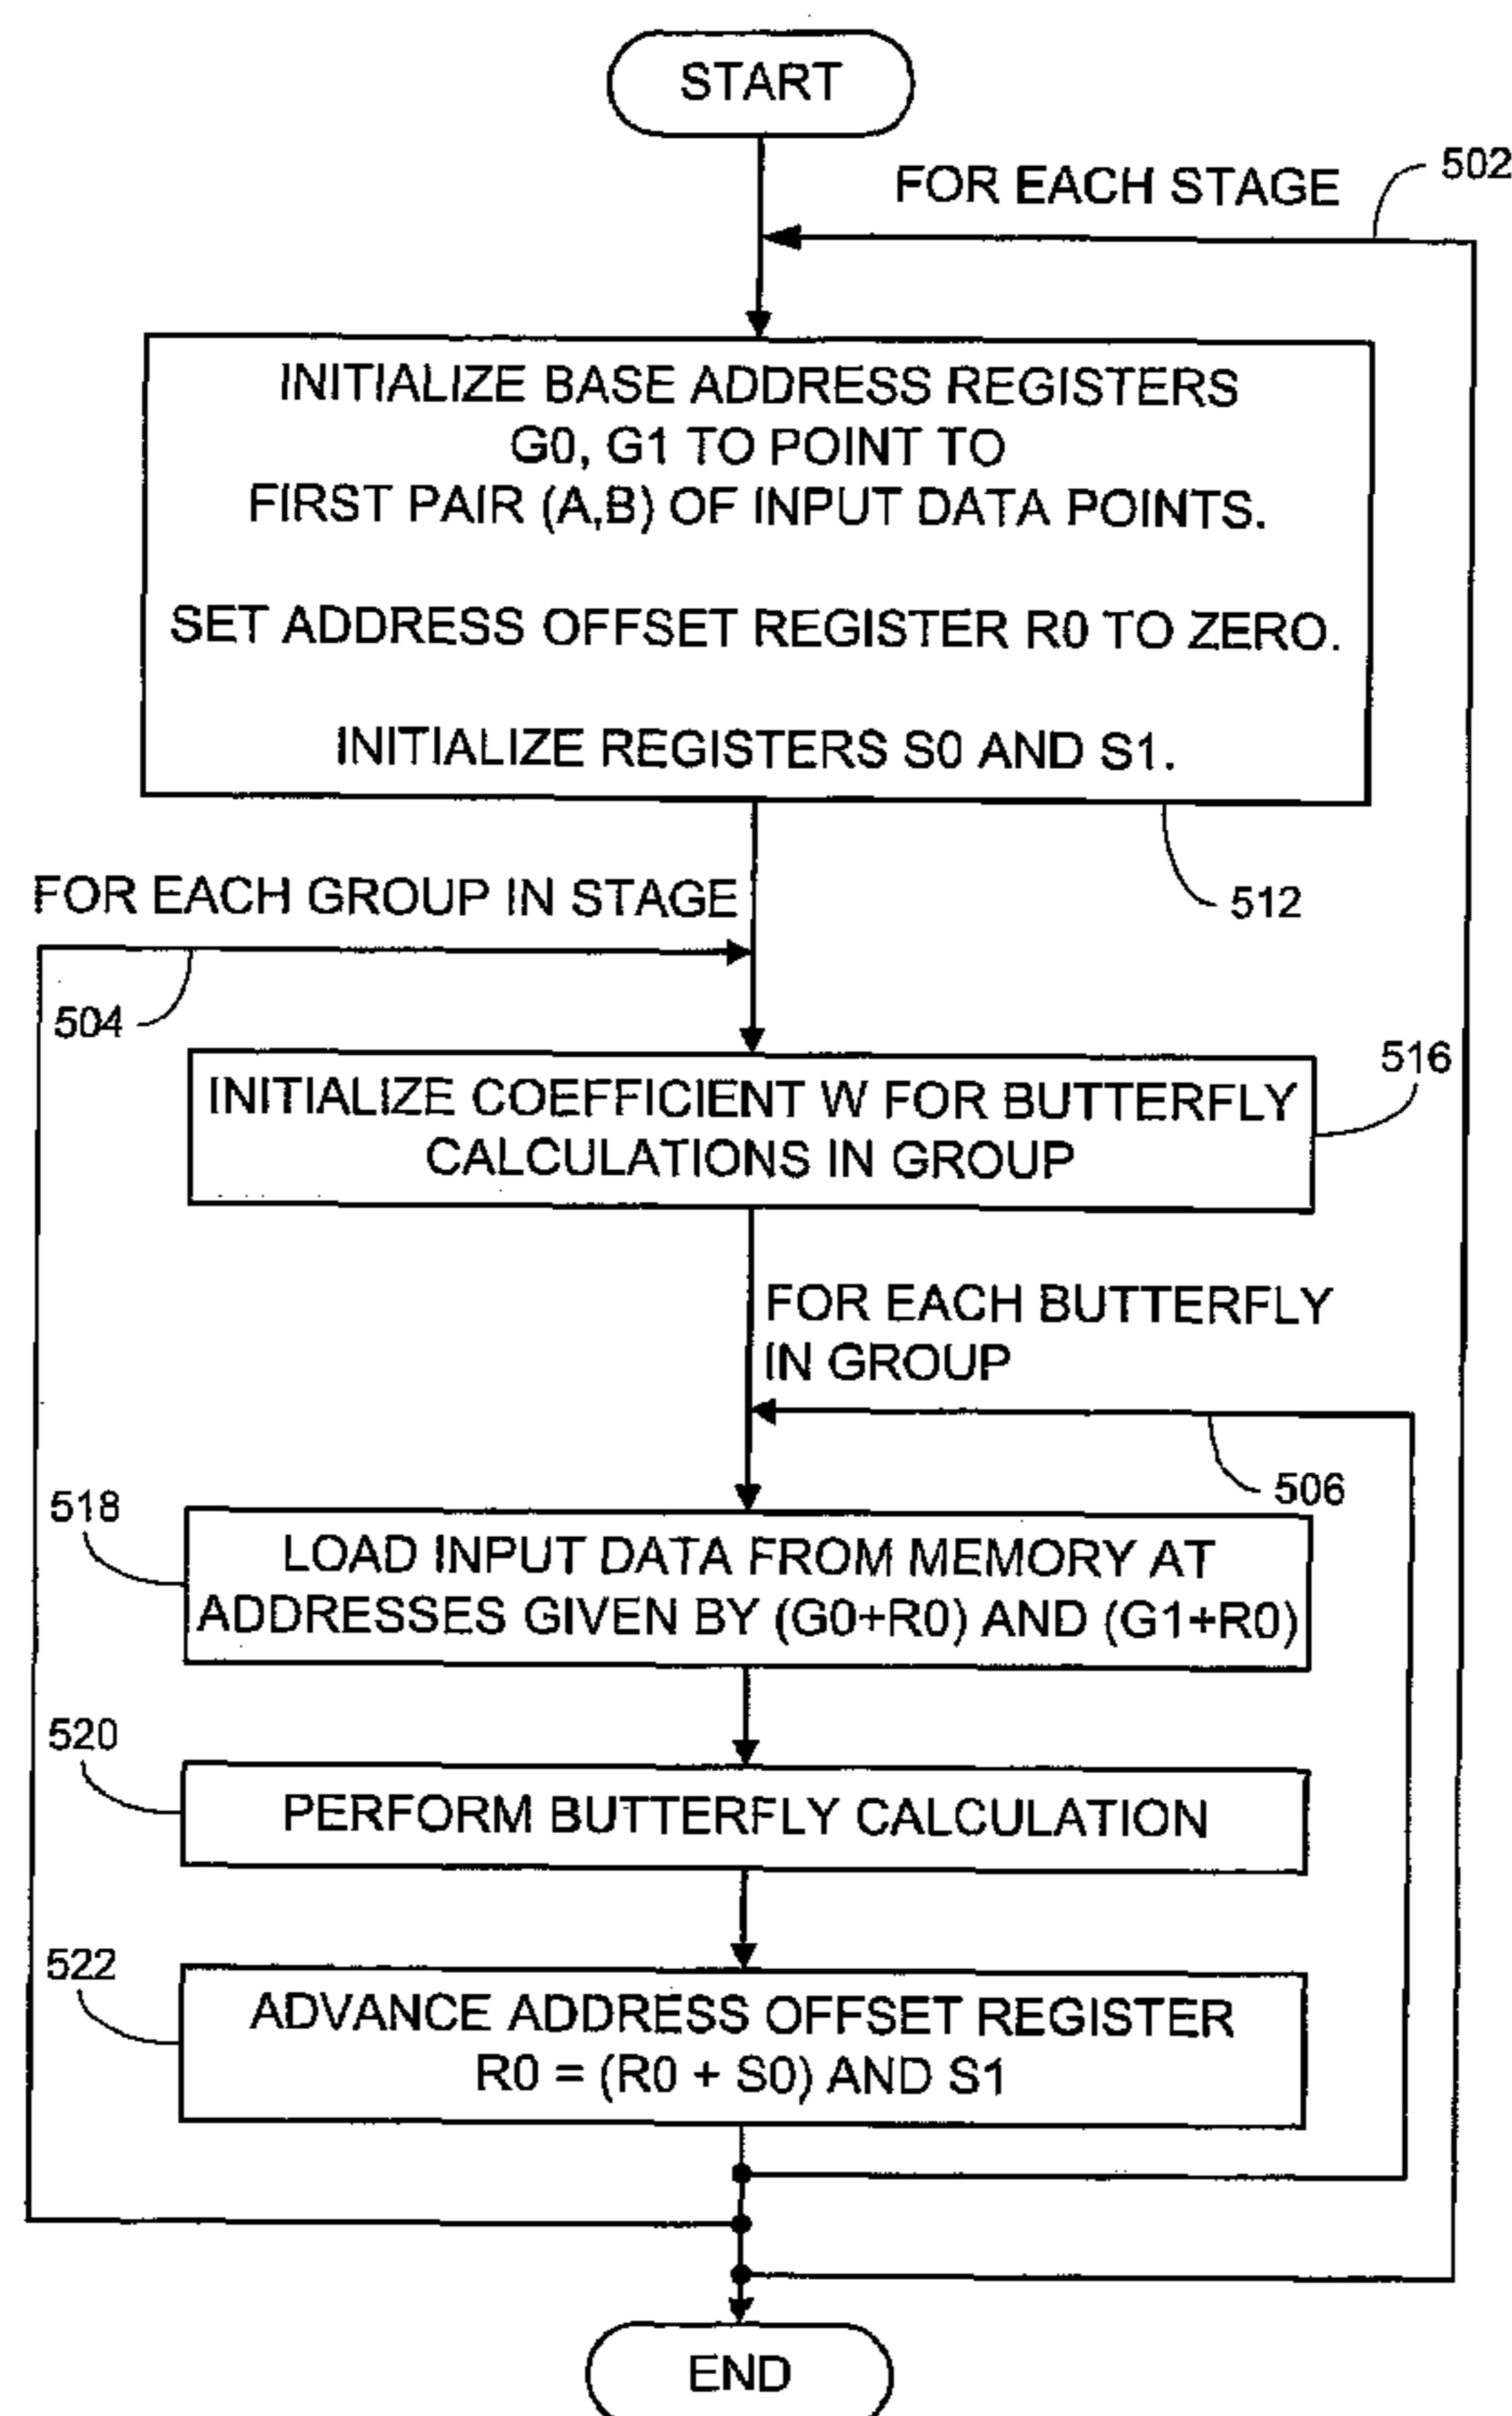 START
FOR EACH STAGE
502
INITIALIZE BASE ADDRESS REGISTERS
G0, G1 TO POINT TO
FIRST PAIR (A,B) OF INPUT DATA POINTS.
SET ADDRESS OFFSET REGISTER R0 TO ZERO.
INITIALIZE REGISTERS S0 AND S1.
512
FOR EACH GROUP IN STAGE
504
516
INITIALIZE COEFFICIENT W FOR BUTTERFLY
CALCULATIONS IN GROUP
FOR EACH BUTTERFLY
IN GROUP
506
518
LOAD INPUT DATA FROM MEMORY AT
ADDRESSES GIVEN BY (G0+R0) AND (G1+R0)
520
PERFORM BUTTERFLY CALCULATION
522
ADVANCE ADDRESS OFFSET REGISTER
R0 = (R0 + S0) AND S1
END